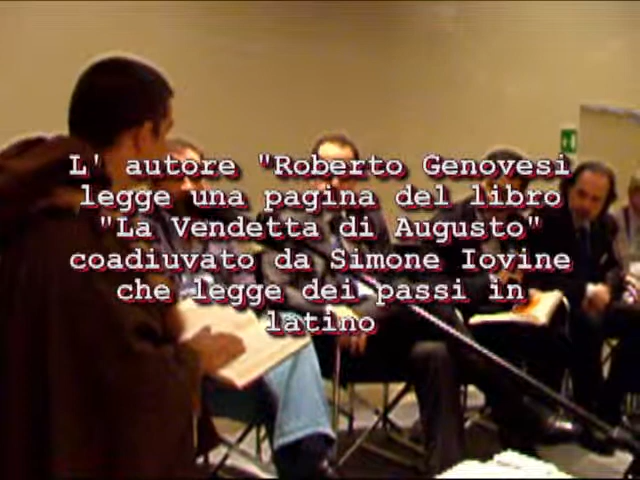 L' autore "Roberto Genovesi
legge una pagina del libro
"La Vendetta di Augusto"
coadiuvato da Simone Iovine
che legge dei passi in
latino